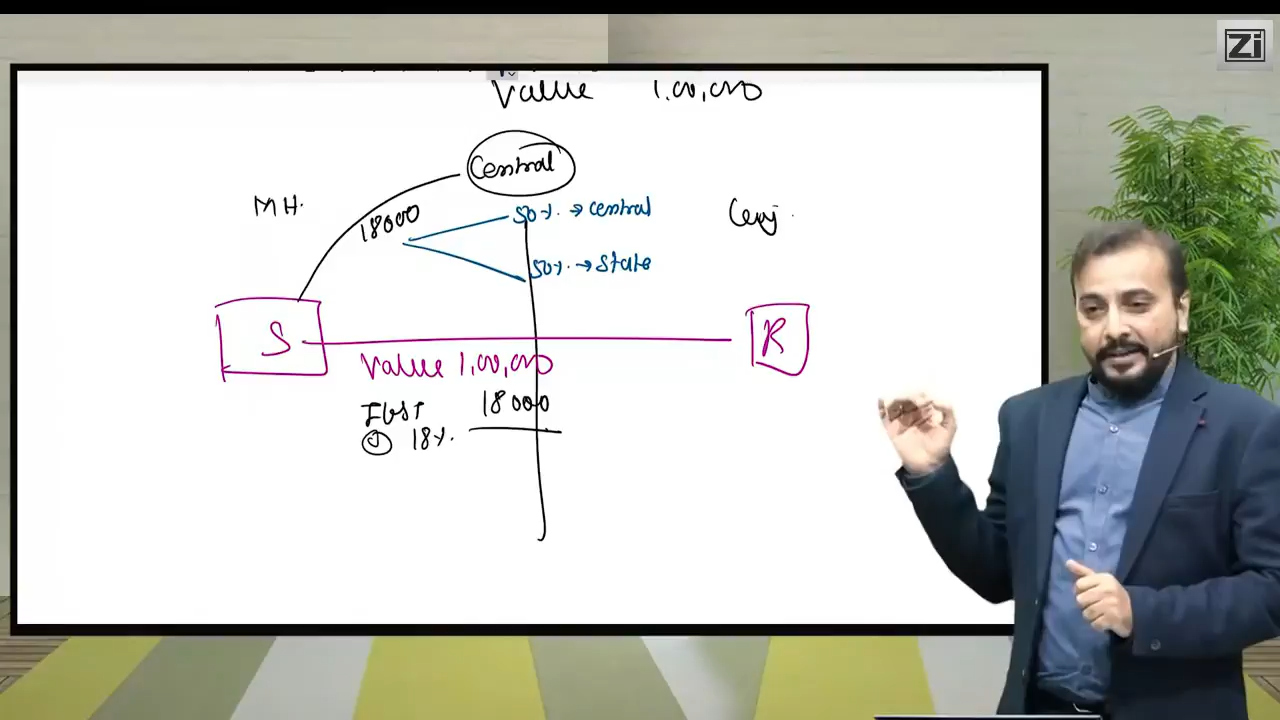 Zi
Value 1,00,000
Central
MH.
18000
50%. → central
Guj.
50%. → State
S
R
Value 1,00,000
IGST 18000
@ 18%.